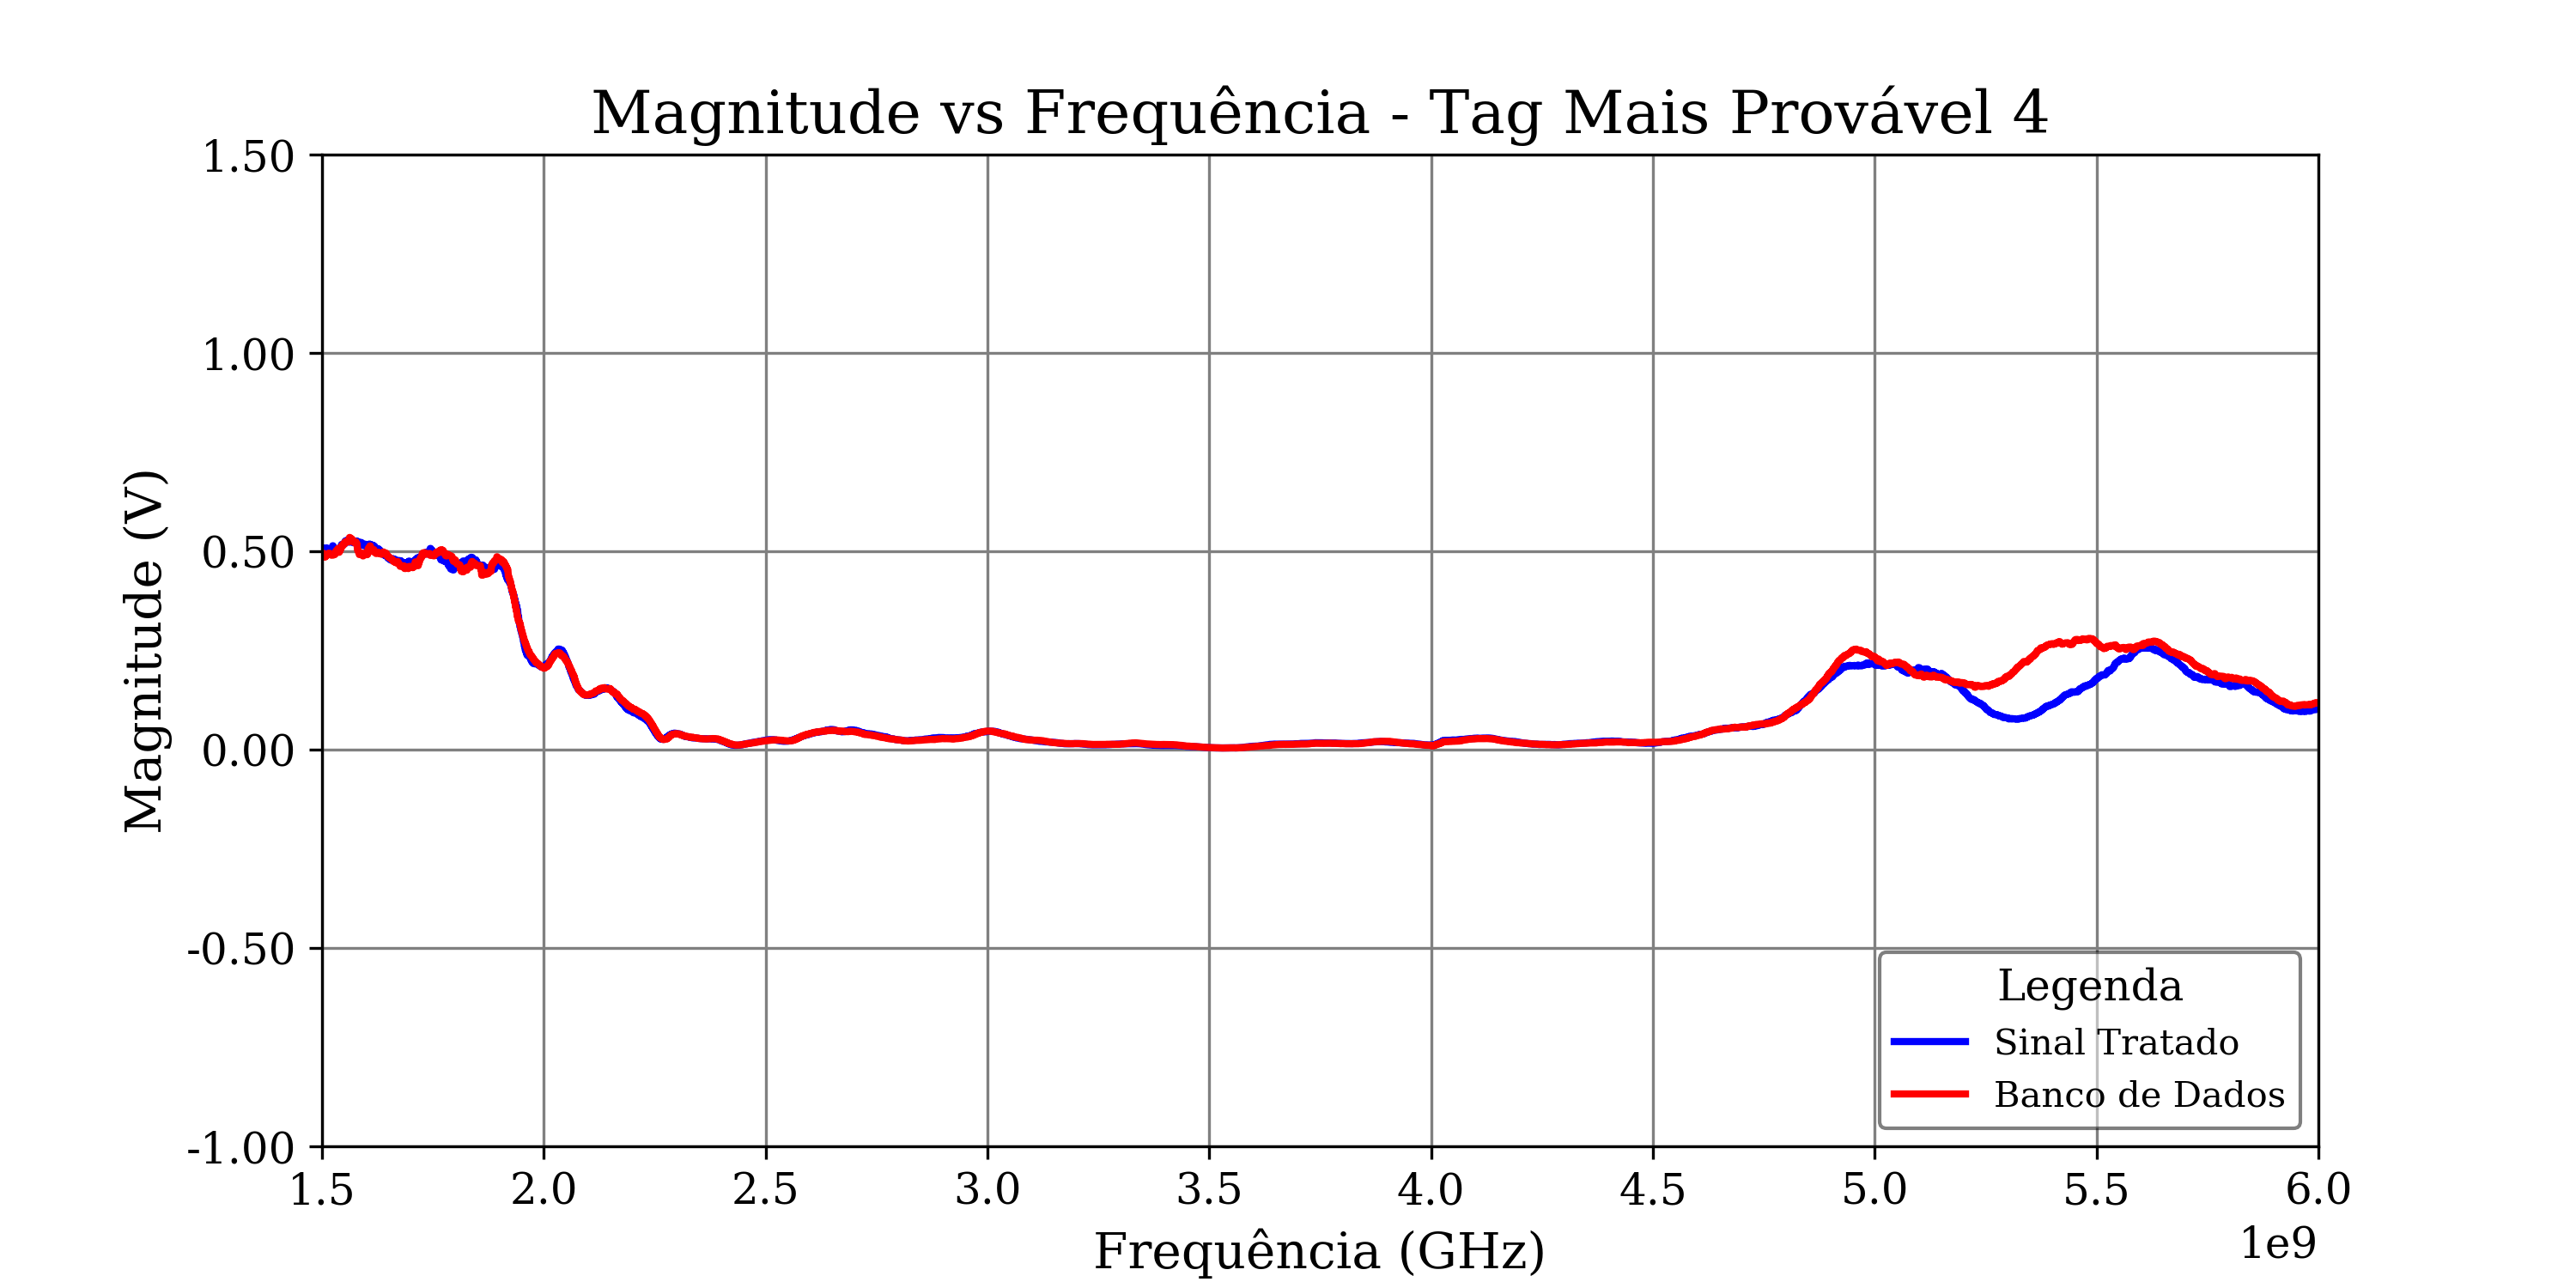 Magnitude vs Frequência - Tag Mais Provável 4
1.50
1.00
0.50
0.00
-0.50
-1.00
Magnitude (V)
Legenda
Sinal Tratado
Banco de Dados
1.5 2.0 2.5 3.0 3.5 4.0 4.5 5.0 5.5 6.0
1e9
Frequência (GHz)